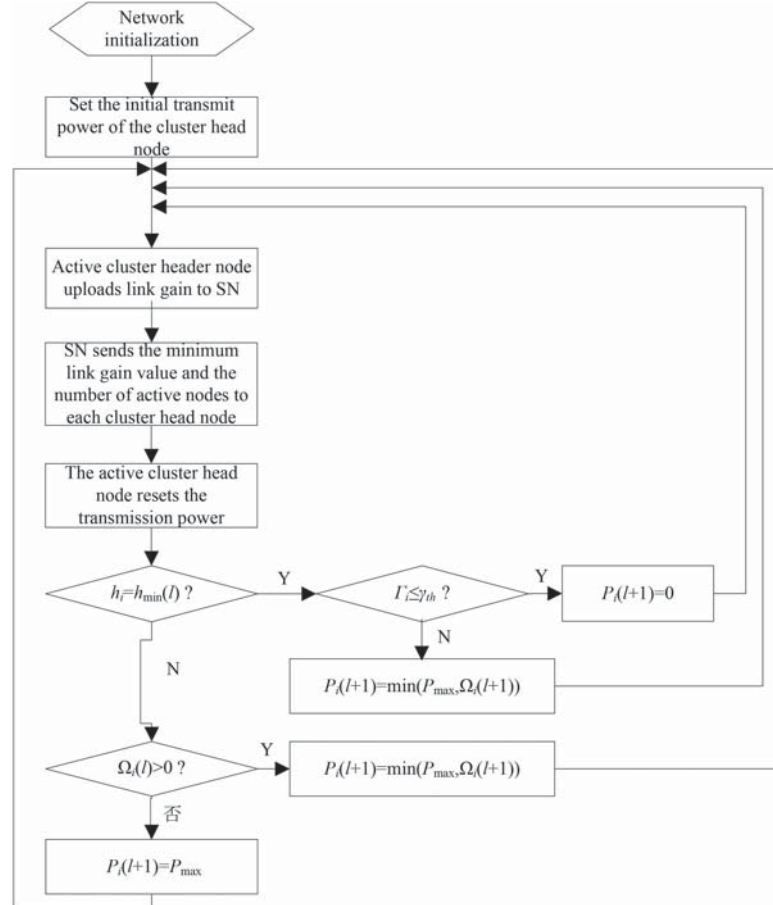 Network
initialization
Set the initial transmit
power of the cluster head
node
Active cluster header node
uploads link gain to SN
SN sends the minimum
link gain value and the
number of active nodes to
each cluster head node
The active cluster head
node resets the
transmission power
hᵢ=hₘᵢₙ(l) ?
Y
Γᵢ≤γₜₕ ?
Y
Pᵢ(l+1)=0
N
N
Pᵢ(l+1)=min(Pₘₐₓ,Ωᵢ(l+1))
Ωᵢ(l)>0 ?
Y
Pᵢ(l+1)=min(Pₘₐₓ,Ωᵢ(l+1))
否
Pᵢ(l+1)=Pₘₐₓ